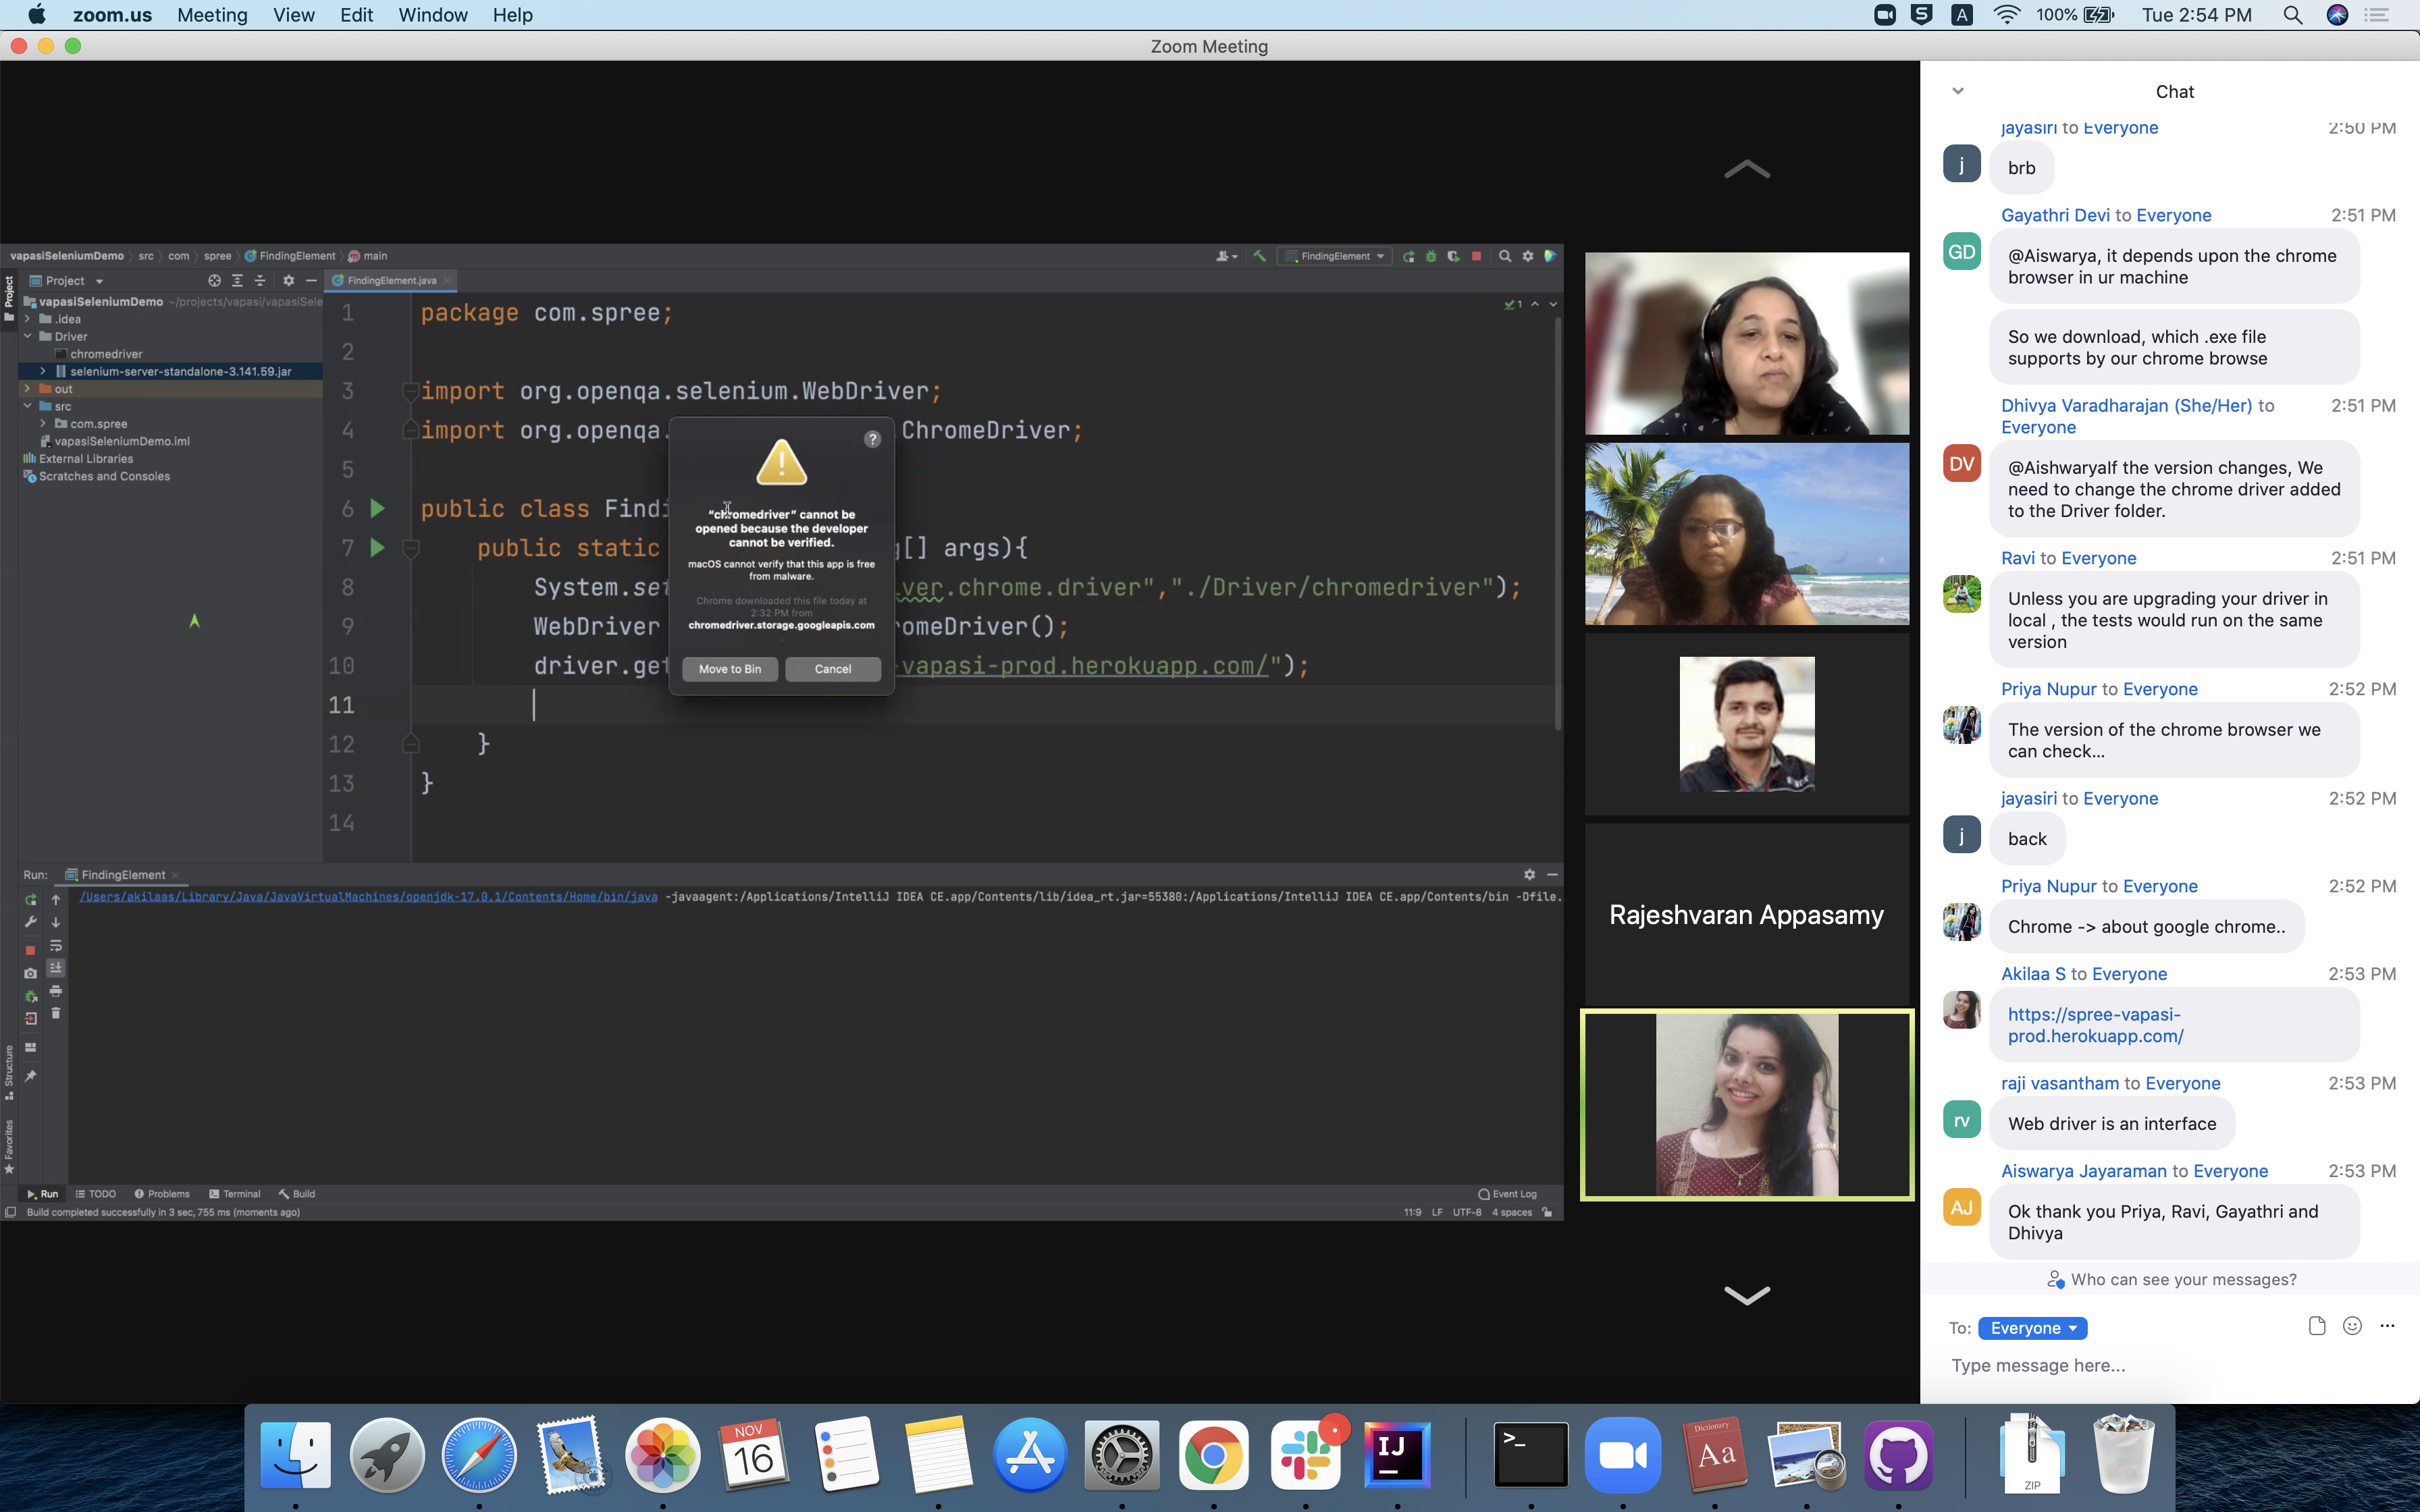 zoom.us Meeting View Edit Window Help
100% Tue 2:54 PM
Zoom Meeting
vapasiSeleniumDemo src com spree FindingElement main
FindingElement
Project
FindingElement.java
Project
vapasiSeleniumDemo ~/projects/vapasi/vapasiSele
.idea
Driver
chromedriver
selenium-server-standalone-3.141.59.jar
out
src
com.spree
vapasiSeleniumDemo.iml
External Libraries
Scratches and Consoles
1
1 package com.spree;
2
3 import org.openqa.selenium.WebDriver;
4 import org.openqa. ChromeDriver;
5
6 public class Findi
7 public static [] args){
8 System.set ver.chrome.driver","./Driver/chromedriver");
9 WebDriver omeDriver();
10 driver.get -vapasi-prod.herokuapp.com/");
11
12 }
13 }
14
?
"chromedriver" cannot be
opened because the developer
cannot be verified.
macOS cannot verify that this app is free
from malware.
Chrome downloaded this file today at
2:32 PM from
chromedriver.storage.googleapis.com
Move to Bin Cancel
Run: FindingElement
/Users/akilaas/Library/Java/JavaVirtualMachines/openjdk-17.0.1/Contents/Home/bin/java -javaagent:/Applications/IntelliJ IDEA CE.app/Contents/lib/idea_rt.jar=55380:/Applications/IntelliJ IDEA CE.app/Contents/bin -Dfile.
Structure
Favorites
Run TODO Problems Terminal Build
Event Log
Build completed successfully in 3 sec, 755 ms (moments ago)
11:9 LF UTF-8 4 spaces
Rajeshvaran Appasamy
Chat
jayasiri to Everyone 2:50 PM
j
brb
Gayathri Devi to Everyone 2:51 PM
GD
@Aiswarya, it depends upon the chrome
browser in ur machine
So we download, which .exe file
supports by our chrome browse
Dhivya Varadharajan (She/Her) to 2:51 PM
Everyone
DV
@AishwaryaIf the version changes, We
need to change the chrome driver added
to the Driver folder.
Ravi to Everyone 2:51 PM
Unless you are upgrading your driver in
local , the tests would run on the same
version
Priya Nupur to Everyone 2:52 PM
The version of the chrome browser we
can check...
jayasiri to Everyone 2:52 PM
j
back
Priya Nupur to Everyone 2:52 PM
Chrome -> about google chrome..
Akilaa S to Everyone 2:53 PM
https://spree-vapasi-
prod.herokuapp.com/
raji vasantham to Everyone 2:53 PM
rv
Web driver is an interface
Aiswarya Jayaraman to Everyone 2:53 PM
AJ
Ok thank you Priya, Ravi, Gayathri and
Dhivya
Who can see your messages?
To: Everyone
Type message here...
NOV
16
IJ
>_
Dictionary
Aa
ZIP